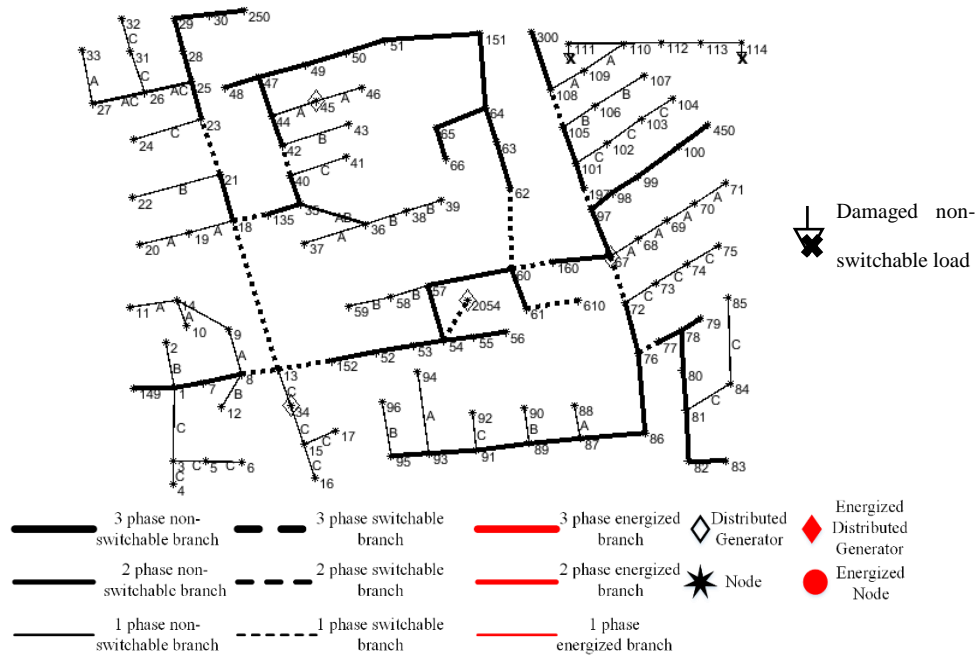 32
29
30
250
33
C
31
28
51
151
300
111
110
112
113
114
A
C
50
49
A
109
107
A
AC
26
AC
25
47
48
108
B
27
46
A
45
A
106
104
23
44
64
C
103
24
C
43
B
42
65
63
105
B
C
102
450
C
101
100
21
41
C
40
66
62
99
22
B
197
98
71
135
35
AB
39
B
38
B
97
A
70
18
A
19
A
20
37
A
36
A
69
A
68
67
75
60
160
C
74
57
2054
C
73
C
72
85
14
A
11
10
9
59
B
58
B
61
610
79
2
A
55
56
78
77
76
C
B
54
53
13
152
52
8
80
149
1
7
B
C
94
84
12
34
96
92
90
88
C
81
C
A
C
17
15
B
A
C
B
A
86
3
C
5
C
6
C
95
93
91
89
87
82
83
C
4
16
Damaged non-
switchable load
3 phase non-
switchable branch
3 phase switchable
branch
3 phase energized
branch
Distributed
Generator
Energized
Distributed
Generator
2 phase non-
switchable branch
2 phase switchable
branch
2 phase energized
branch
Node
Energized
Node
1 phase non-
switchable branch
1 phase switchable
branch
1 phase
energized branch